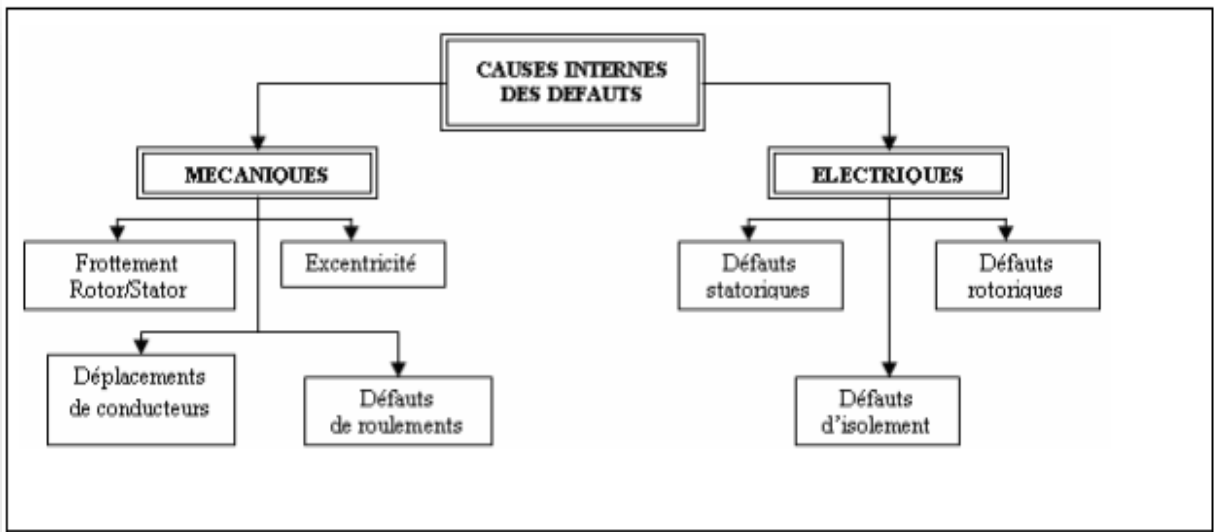 CAUSES INTERNES
DES DEFAUTS
MECANIQUES
ELECTRIQUES
Frottement
Rotor/Stator
Excentricité
Défauts
statoriques
Défauts
rotoriques
Déplacements
de conducteurs
Défauts
de roulements
Défauts
d'isolement